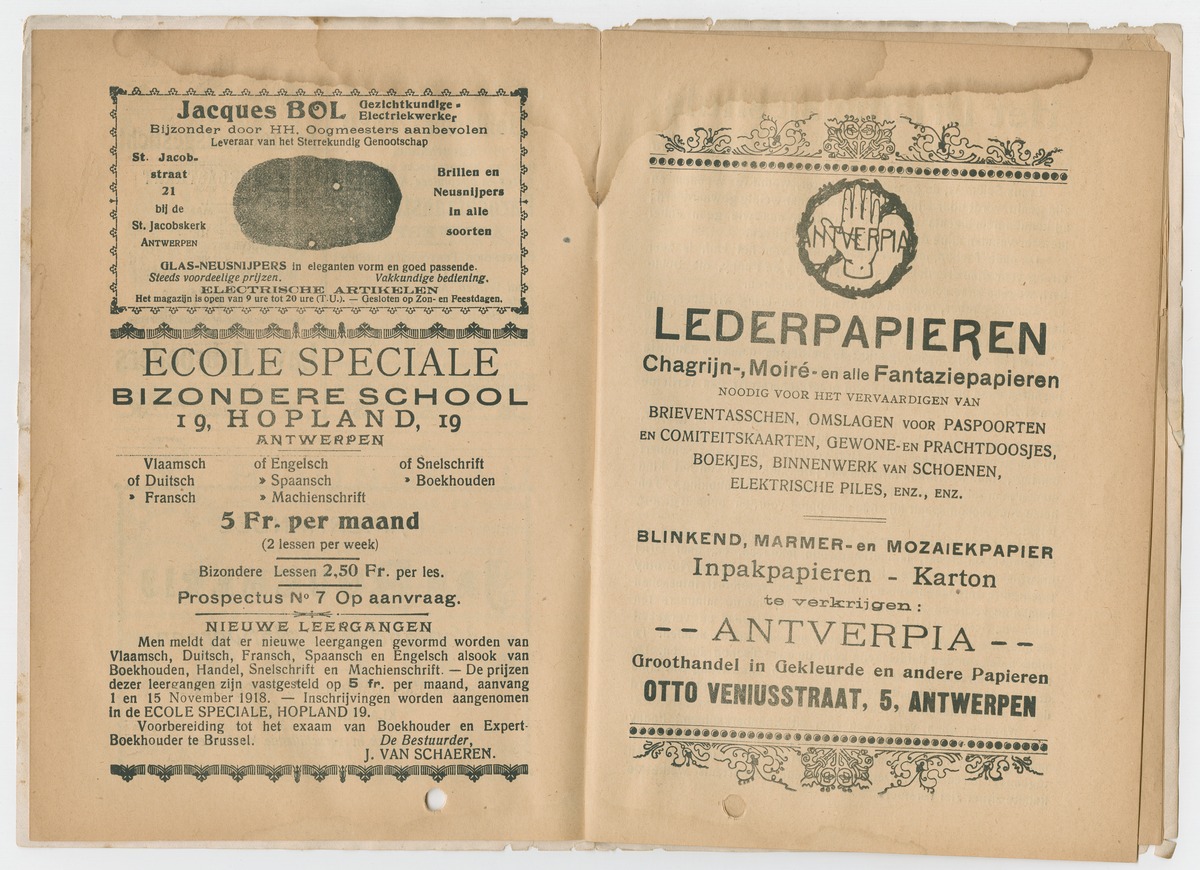 Jacques BOL Gezichtkundige-
Electriekwerker
Bijzonder door HH. Oogmeesters aanbevolen
Leveraar van het Sterrekundig Genootschap
St. Jacob-
straat
21
bij de
St. Jacobskerk
ANTWERPEN
Brillen en
Neusnijpers
in alle
soorten
GLAS-NEUSNIJPERS in eleganten vorm en goed passende.
Steeds voordeelige prijzen. Vakkundige bediening.
ELECTRISCHE ARTIKELEN
Het magazijn is open van 9 ure tot 20 ure (T.U.). — Gesloten op Zon- en Feestdagen.
ECOLE SPECIALE
BIZONDERE SCHOOL
19, HOPLAND, 19
ANTWERPEN
Vlaamsch of Engelsch of Snelschrift
of Duitsch » Spaansch » Boekhouden
» Fransch » Machienschrift
5 Fr. per maand
(2 lessen per week)
Bizondere Lessen 2,50 Fr. per les.
Prospectus No 7 Op aanvraag.
NIEUWE LEERGANGEN
Men meldt dat er nieuwe leergangen gevormd worden van
Vlaamsch, Duitsch, Fransch, Spaansch en Engelsch alsook van
Boekhouden, Handel, Snelschrift en Machienschrift. — De prijzen
dezer leergangen zijn vastgesteld op 5 fr. per maand, aanvang
1 en 15 November 1918. — Inschrijvingen worden aangenomen
in de ECOLE SPECIALE, HOPLAND 19.
Voorbereiding tot het exaam van Boekhouder en Expert-
Boekhouder te Brussel. De Bestuurder,
J. VAN SCHAEREN.
ANTVERPIA
LEDERPAPIEREN
Chagrijn-, Moiré- en alle Fantaziepapieren
NOODIG VOOR HET VERVAARDIGEN VAN
BRIEVENTASSCHEN, OMSLAGEN VOOR PASPOORTEN
EN COMITEITSKAARTEN, GEWONE- EN PRACHTDOOSJES,
BOEKJES, BINNENWERK VAN SCHOENEN,
ELEKTRISCHE PILES, ENZ., ENZ.
BLINKEND, MARMER- en MOZAIEKPAPIER
Inpakpapieren - Karton
te verkrijgen :
-- ANTVERPIA --
Groothandel in Gekleurde en andere Papieren
OTTO VENIUSSTRAAT, 5, ANTWERPEN